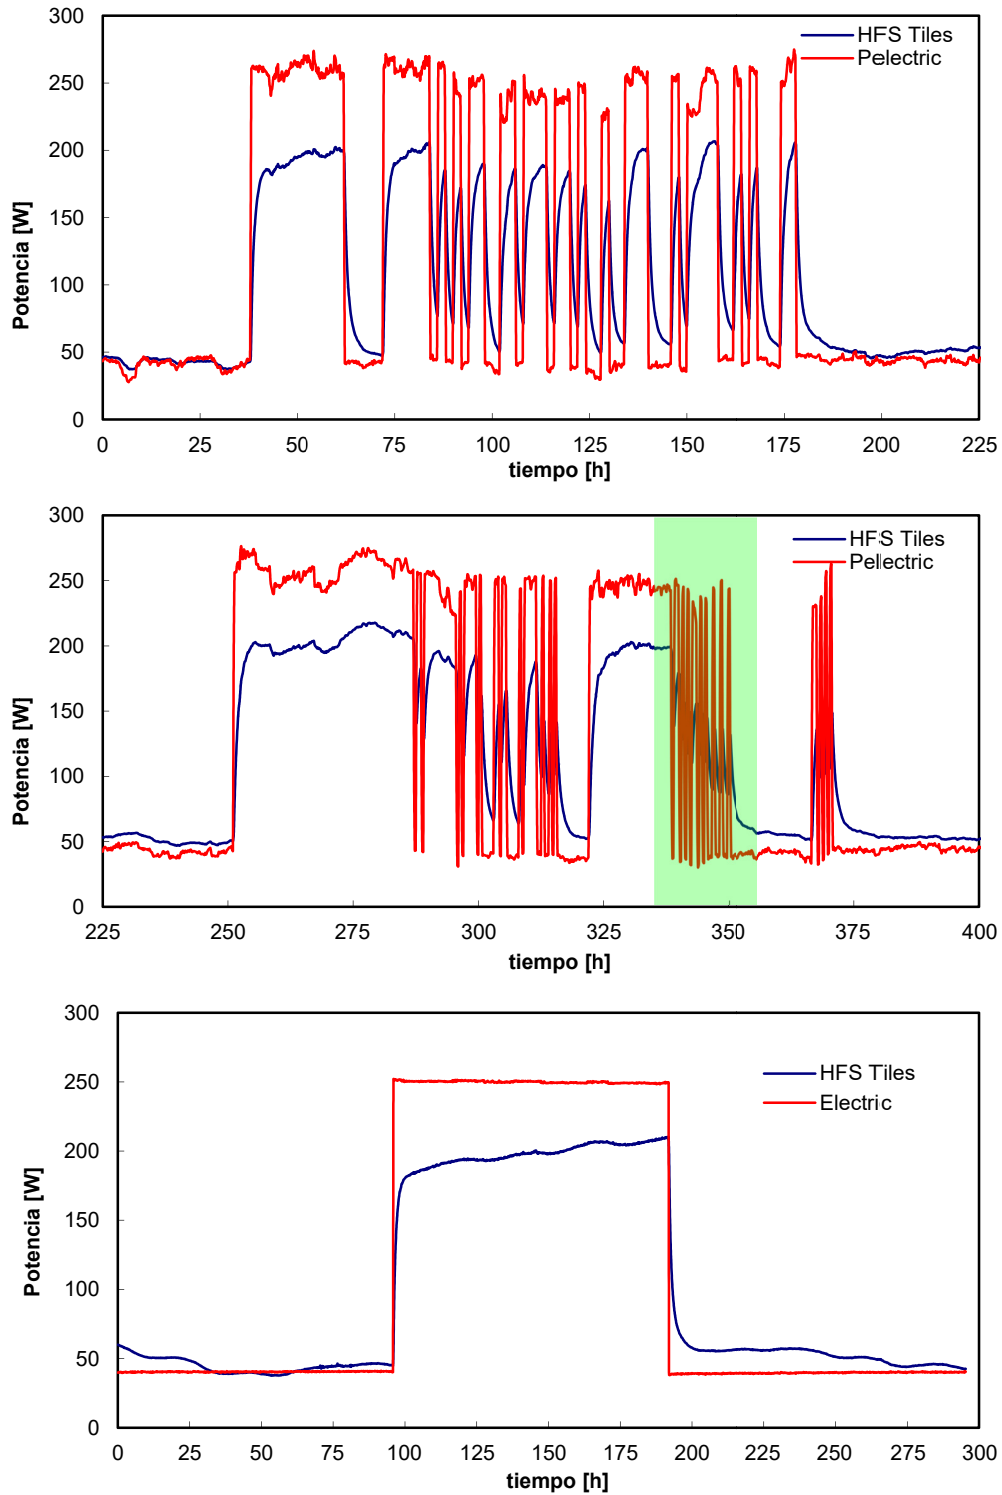 300
250
200
150
100
50
0
Potencia [W]
HFS Tiles
Pelectric
0 25 50 75 100 125 150 175 200 225
tiempo [h]
300
250
200
150
100
50
0
Potencia [W]
HFS Tiles
Pelectric
225 250 275 300 325 350 375 400
tiempo [h]
300
250
200
150
100
50
0
Potencia [W]
HFS Tiles
Electric
0 25 50 75 100 125 150 175 200 225 250 275 300
tiempo [h]